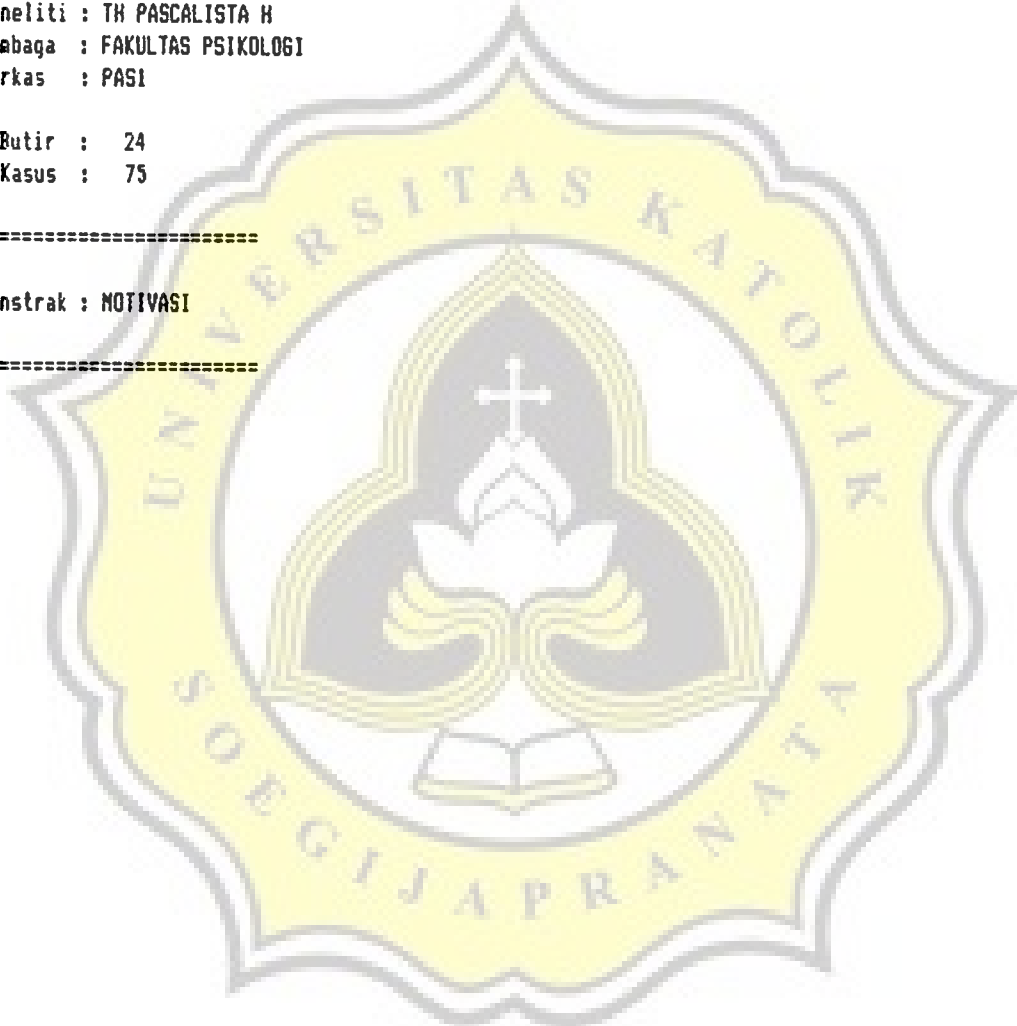 neliti : TH PASCALISTA H
mbaga : FAKULTAS PSIKOLOGI
rkas : PAS1
Butir : 24
Kasus : 75
========================
nstrak : MOTIVASI
========================
UNIVERSITAS KATOLIK
SOEGIJAPRANATA